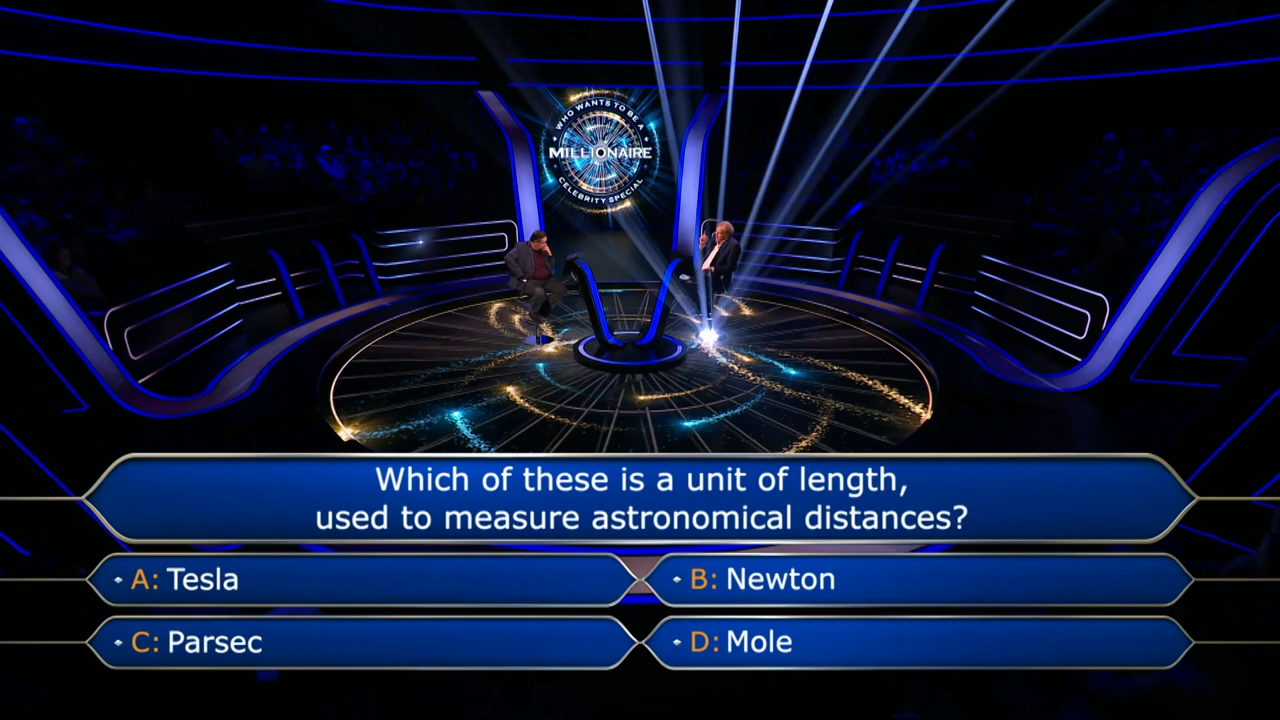 WHO WANTS TO BE A
MILLIONAIRE
CELEBRITY SPECIAL
Which of these is a unit of length,
used to measure astronomical distances?
A: Tesla
B: Newton
C: Parsec
D: Mole